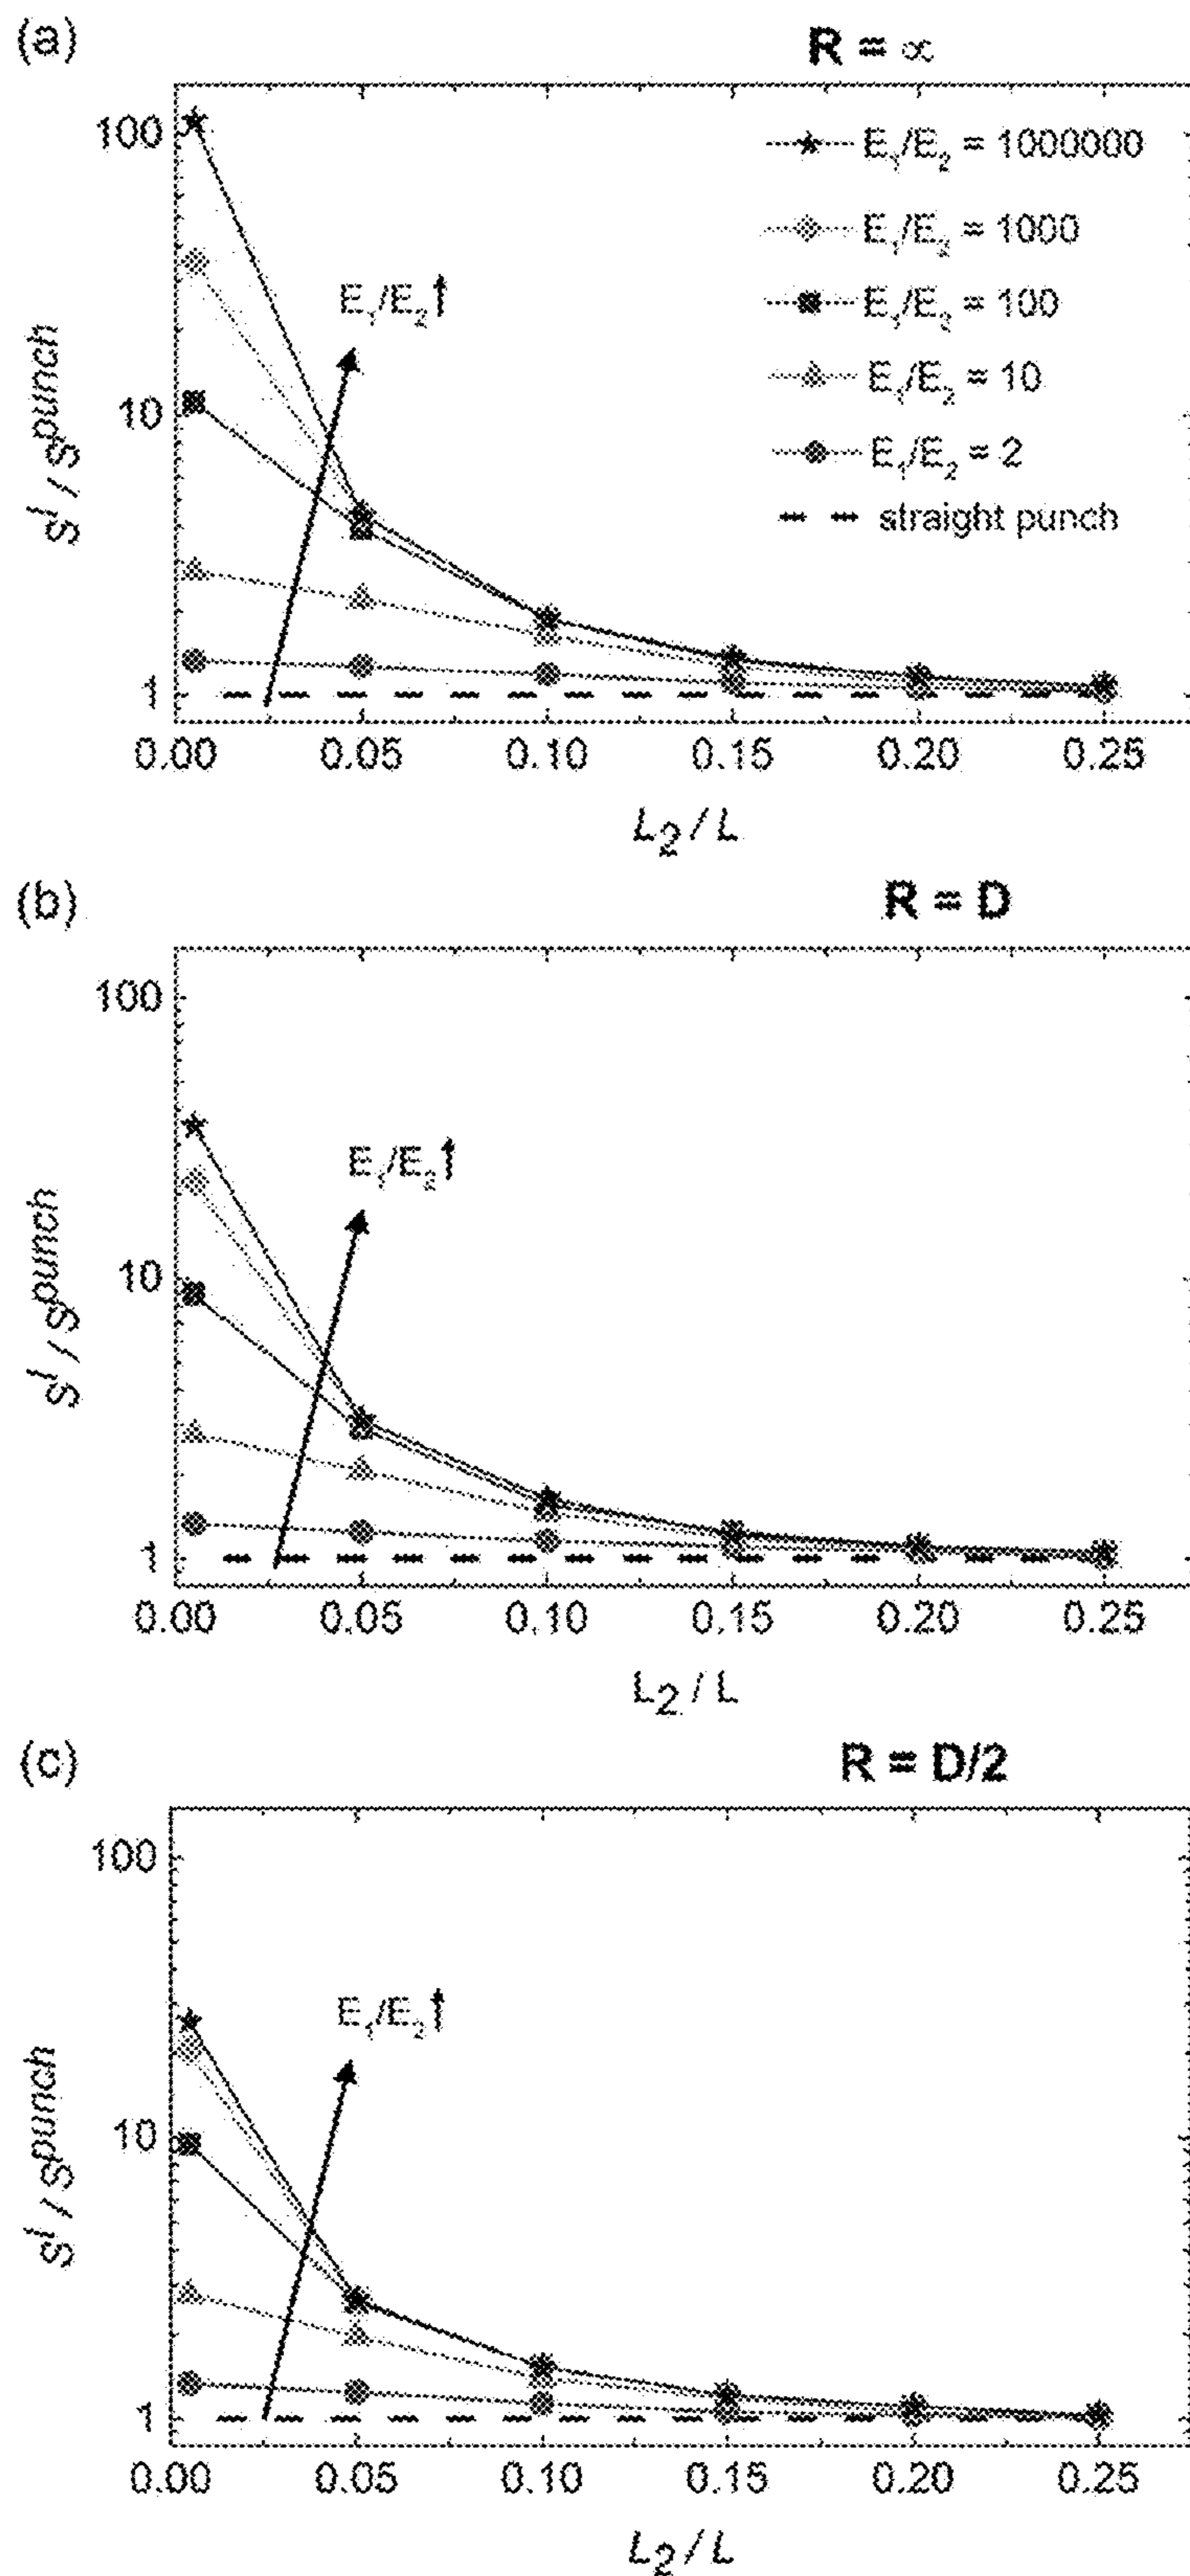 (a)
R = ∝
100
10
1
E1/E2↑
E1/E2 = 1000000
E1/E2 = 1000
E1/E2 = 100
E1/E2 = 10
E1/E2 = 2
straight punch
S^l / S^punch
0.00 0.05 0.10 0.15 0.20 0.25
L2 / L
(b)
R = D
100
10
1
E1/E2↑
S^l / S^punch
0.00 0.05 0.10 0.15 0.20 0.25
L2 / L
(c)
R = D/2
100
10
1
E1/E2↑
S^l / S^punch
0.00 0.05 0.10 0.15 0.20 0.25
L2 / L